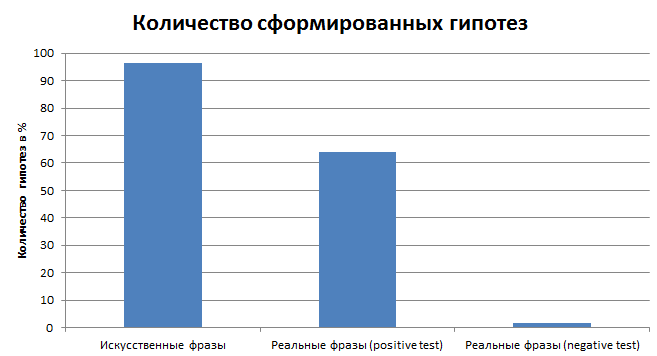 Количество сформированных гипотез
Количество гипотез в %
100
90
80
70
60
50
40
30
20
10
0
Искусственные фразы
Реальные фразы (positive test)
Реальные фразы (negative test)